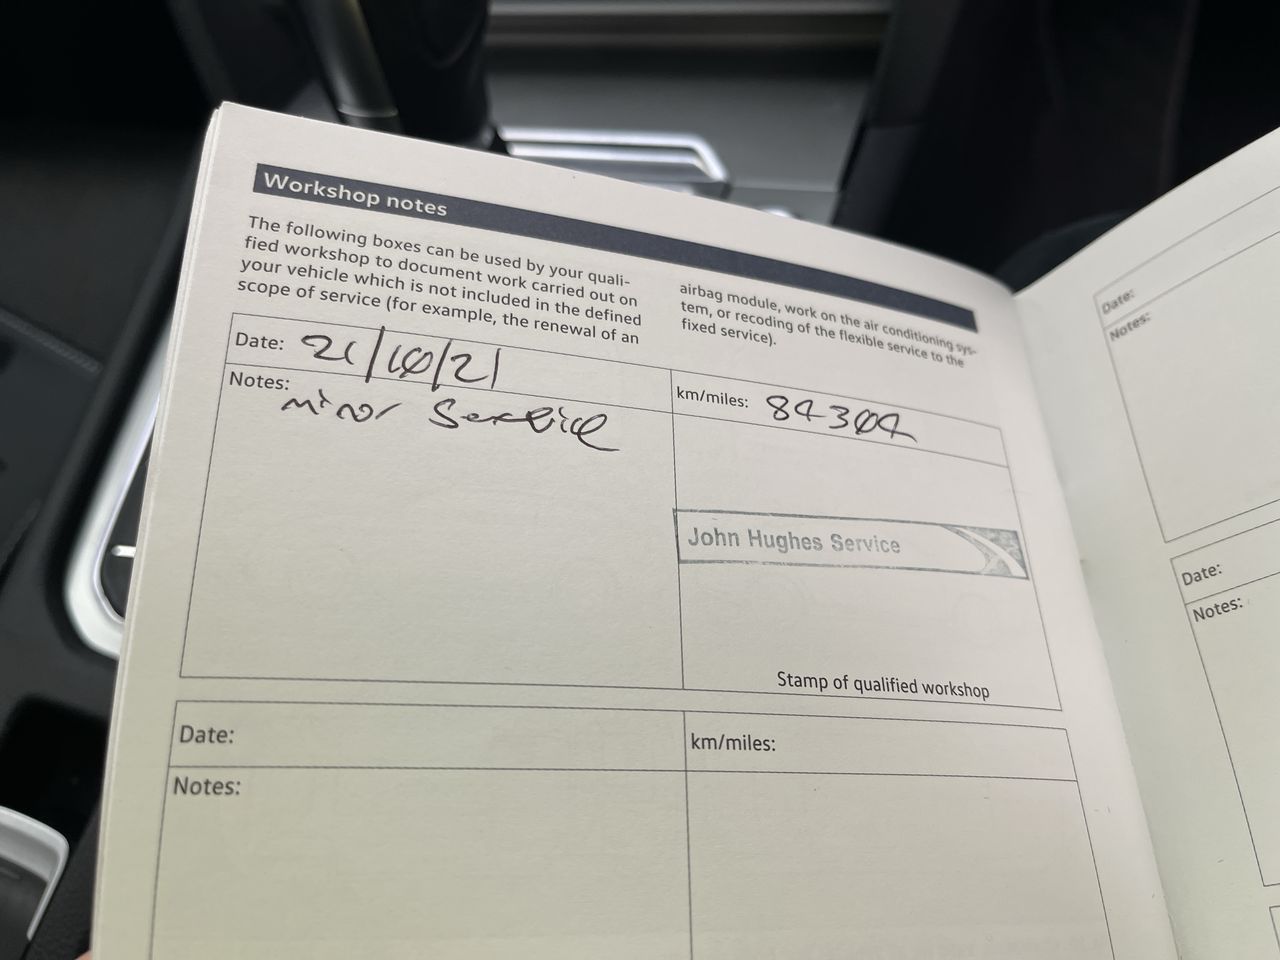 Workshop notes
The following boxes can be used by your quali-
fied workshop to document work carried out on
your vehicle which is not included in the defined
scope of service (for example, the renewal of an
airbag module, work on the air conditioning sys-
tem, or recoding of the flexible service to the
fixed service).
Date: 21/10/21
km/miles: 84304
Notes:
minor Service
John Hughes Service
Stamp of qualified workshop
Date:
km/miles:
Notes:
Date:
Notes:
Date:
Notes: